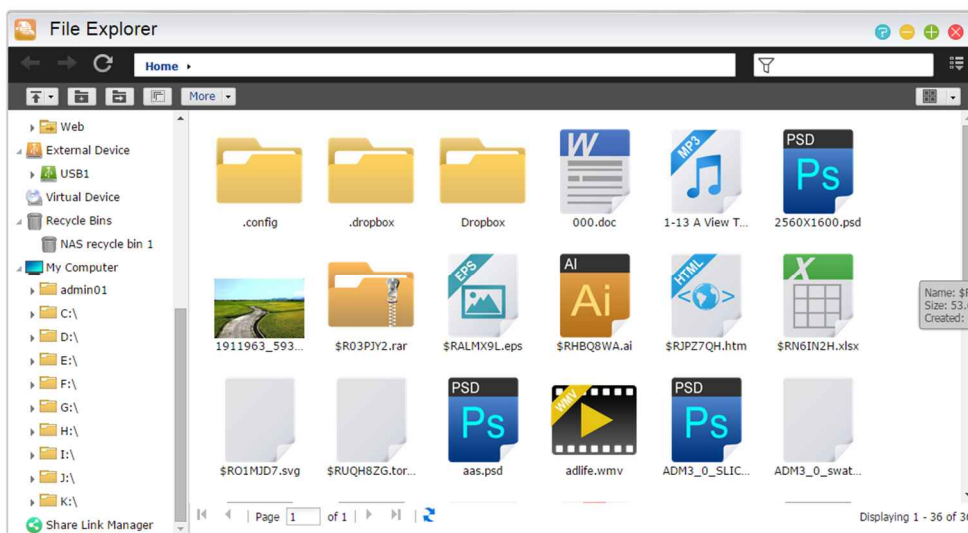 File Explorer
Home
More
Web
External Device
USB1
Virtual Device
Recycle Bins
NAS recycle bin 1
My Computer
admin01
C:\
D:\
E:\
F:\
G:\
H:\
I:\
J:\
K:\
Share Link Manager
W MP3 PSD Ps
.config .dropbox Dropbox 000.doc 1-13 A View T... 2560X1600.psd
EPS AI Ai HTML X
1911963_593... $R03PJY2.rar $RALMX9L.eps $RHBQ8WA.ai $RJPZ7QH.htm $RN6IN2H.xlsx
Name: $R
Size: 53.
Created:
PSD Ps WMV PSD Ps
$RO1MJD7.svg $RUQH8ZG.tor... aas.psd adlife.wmv ADM3_0_SLIC... ADM3_0_swat...
Page 1 of 1
Displaying 1 - 36 of 36